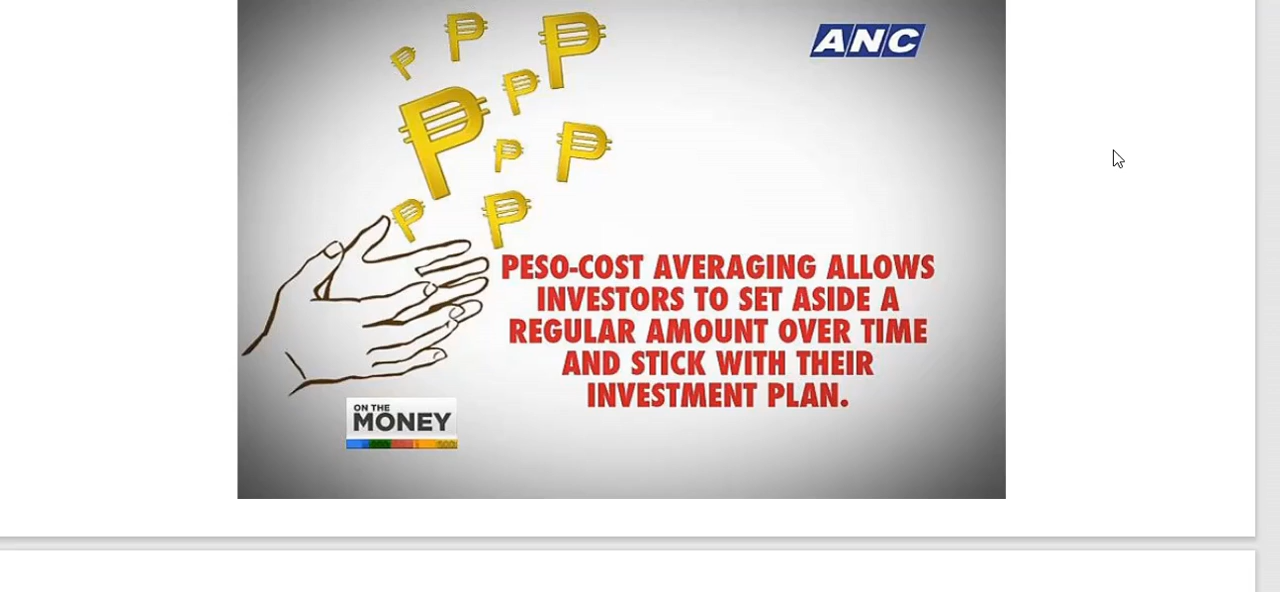 ANC
PESO-COST AVERAGING ALLOWS
INVESTORS TO SET ASIDE A
REGULAR AMOUNT OVER TIME
AND STICK WITH THEIR
INVESTMENT PLAN.
ON THE
MONEY